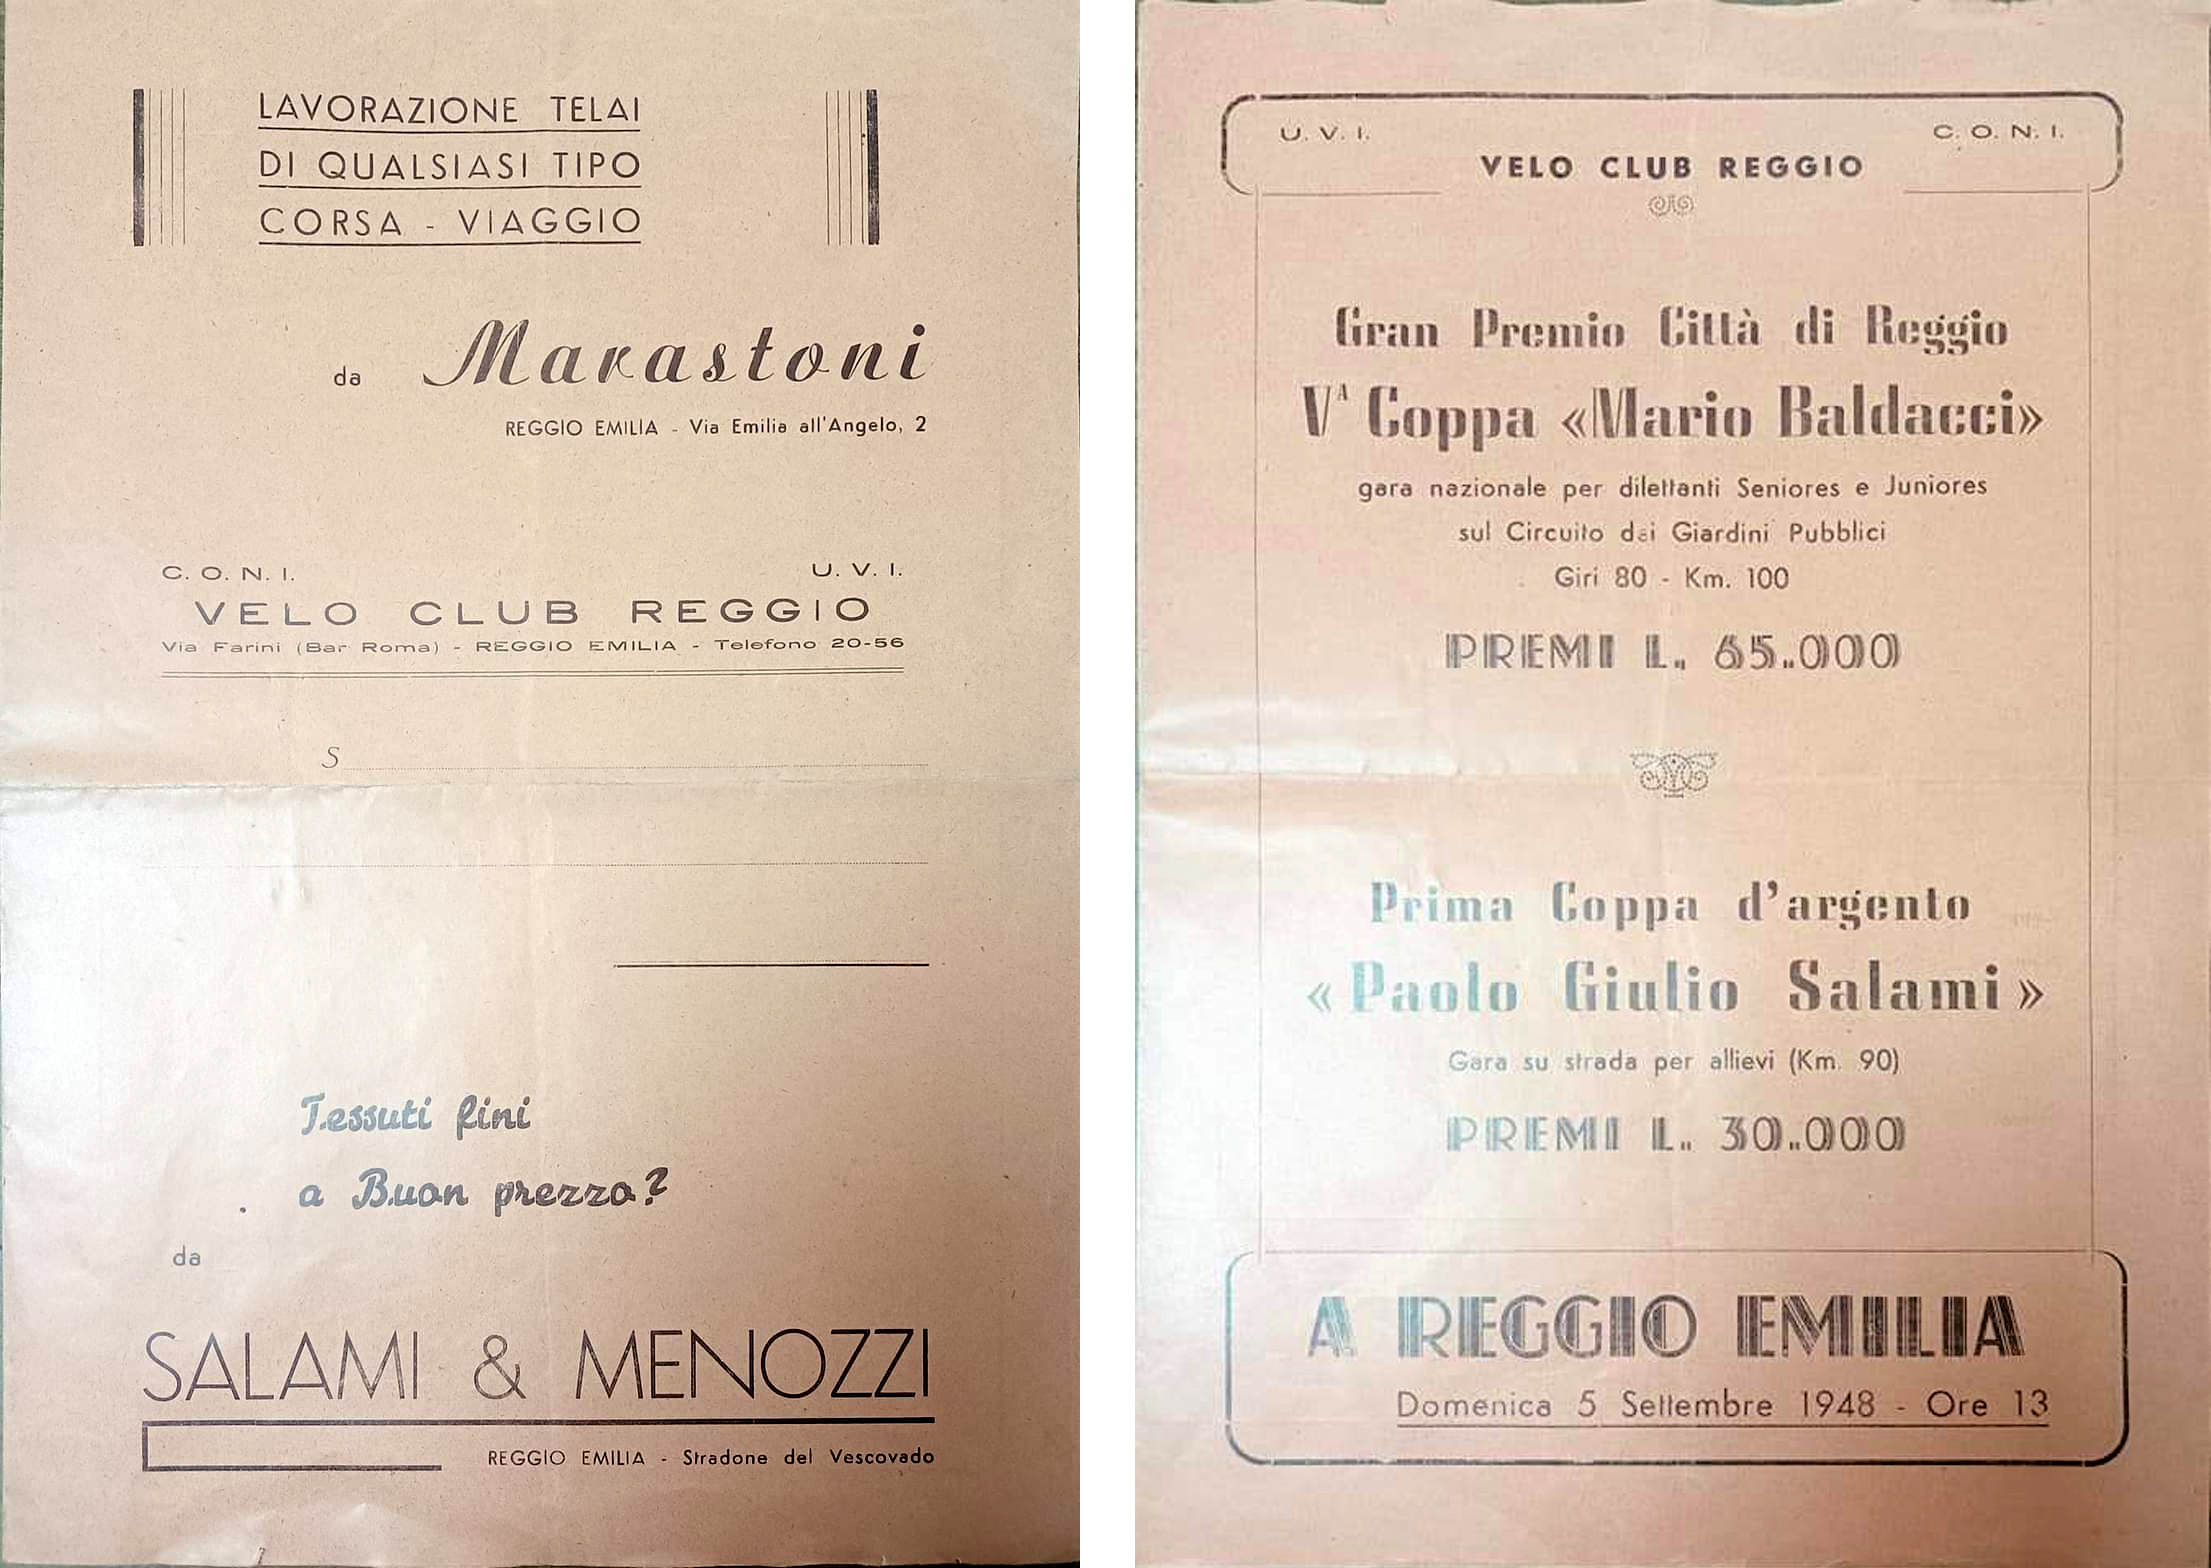 LAVORAZIONE TELAI
DI QUALSIASI TIPO
CORSA - VIAGGIO
da Marastoni
REGGIO EMILIA - Via Emilia all'Angelo, 2
C. O. N. I. U. V. I.
VELO CLUB REGGIO
Via Farini (Bar Roma) - REGGIO EMILIA - Telefono 20-56
S
Tessuti fini
a Buon prezzo?
da
SALAMI & MENOZZI
REGGIO EMILIA - Stradone del Vescovado
U. V. I. C. O. N. I.
VELO CLUB REGGIO
Gran Premio Città di Reggio
Vᴬ Coppa «Mario Baldacci»
gara nazionale per dilettanti Seniores e Juniores
sul Circuito dei Giardini Pubblici
Giri 80 - Km. 100
PREMI L. 65.000
Prima Coppa d'argento
« Paolo Giulio Salami »
Gara su strada per allievi (Km. 90)
PREMI L. 30.000
A REGGIO EMILIA
Domenica 5 Settembre 1948 - Ore 13